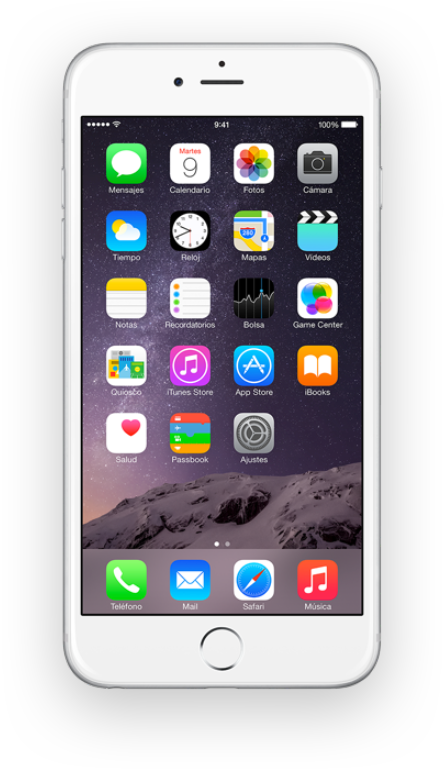 9:41 100%
Martes
9
Mensajes Calendario Fotos Cámara
280
Tiempo Reloj Mapas Vídeos
Notas Recordatorios Bolsa Game Center
Quiosco iTunes Store App Store iBooks
Salud Passbook Ajustes
Teléfono Mail Safari Música